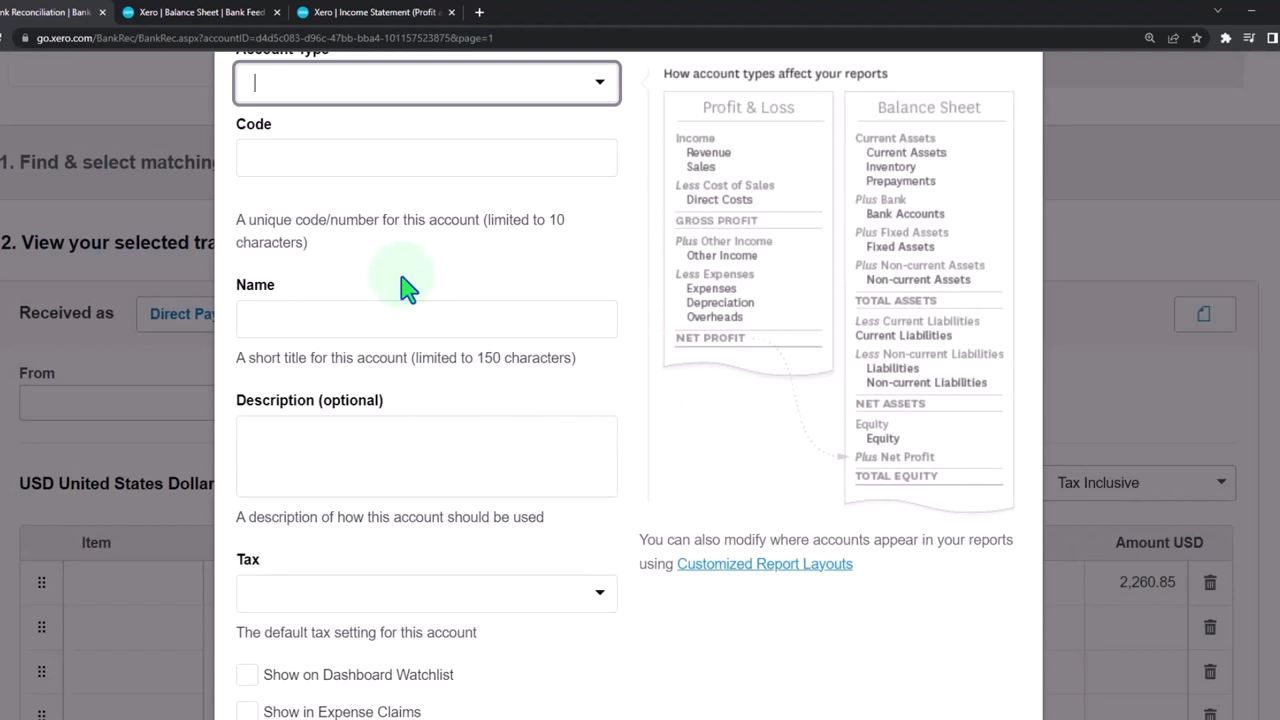 Reconciliation | Bank
Xero | Balance Sheet | Bank Feed
Xero | Income Statement (Profit a
go.xero.com/BankRec/BankRec.aspx?accountID=d4d5c083-d96c-47bb-bba4-101157523875&page=1
Account Type
Code
A unique code/number for this account (limited to 10
characters)
Name
A short title for this account (limited to 150 characters)
Description (optional)
A description of how this account should be used
Tax
The default tax setting for this account
Show on Dashboard Watchlist
Show in Expense Claims
How account types affect your reports
Profit & Loss
Income
Revenue
Sales
Less Cost of Sales
Direct Costs
GROSS PROFIT
Plus Other Income
Other Income
Less Expenses
Expenses
Depreciation
Overheads
NET PROFIT
Balance Sheet
Current Assets
Current Assets
Inventory
Prepayments
Plus Bank
Bank Accounts
Plus Fixed Assets
Fixed Assets
Plus Non-current Assets
Non-current Assets
TOTAL ASSETS
Less Current Liabilities
Current Liabilities
Less Non-current Liabilities
Liabilities
Non-current Liabilities
NET ASSETS
Equity
Equity
Plus Net Profit
TOTAL EQUITY
You can also modify where accounts appear in your reports
using Customized Report Layouts
1. Find & select matching
2. View your selected tra
Received as
Direct Pay
From
USD United States Dollar
Tax Inclusive
Item
Amount USD
2,260.85